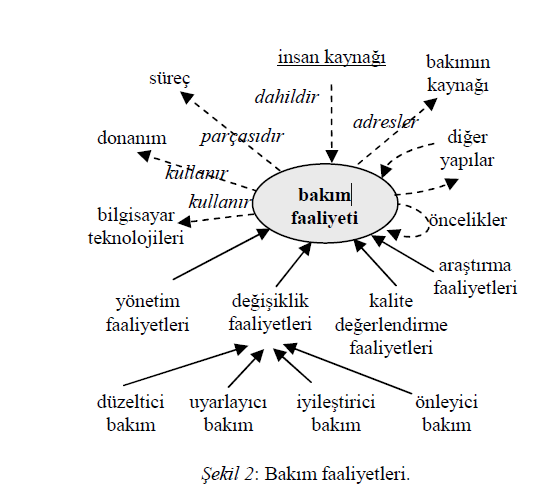 insan kaynağı
bakımın
kaynağı
süreç
dahildir
adresler
donanım
parçasıdır
diğer
yapılar
kullanır
bakım
faaliyeti
kullanır
bilgisayar
teknolojileri
öncelikler
araştırma
faaliyetleri
yönetim
faaliyetleri
değişiklik
faaliyetleri
kalite
değerlendirme
faaliyetleri
düzeltici
bakım
uyarlayıcı
bakım
iyileştirici
bakım
önleyici
bakım
Şekil 2: Bakım faaliyetleri.